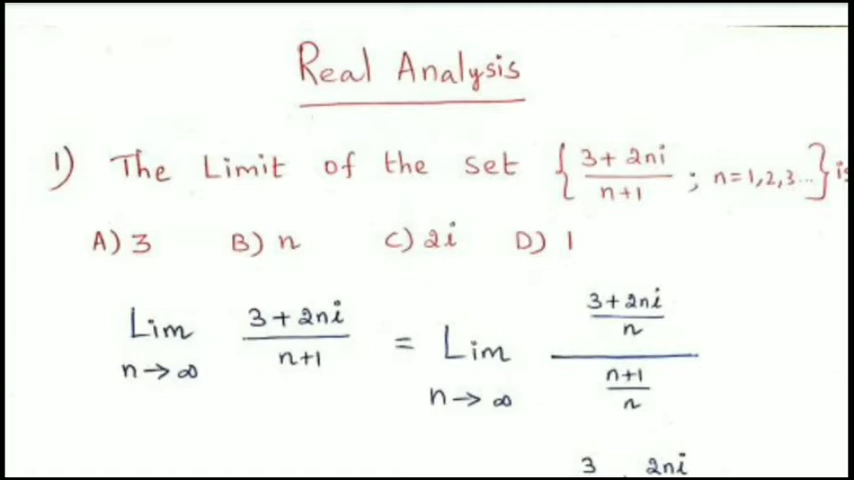 Real Analysis
1) The Limit of the set { (3+2ni)/(n+1) ; n=1,2,3... } is
A) 3 B) n C) 2i D) 1
Lim n→∞ (3+2ni)/(n+1) = Lim n→∞ ((3+2ni)/n)/((n+1)/n)
3 2ni